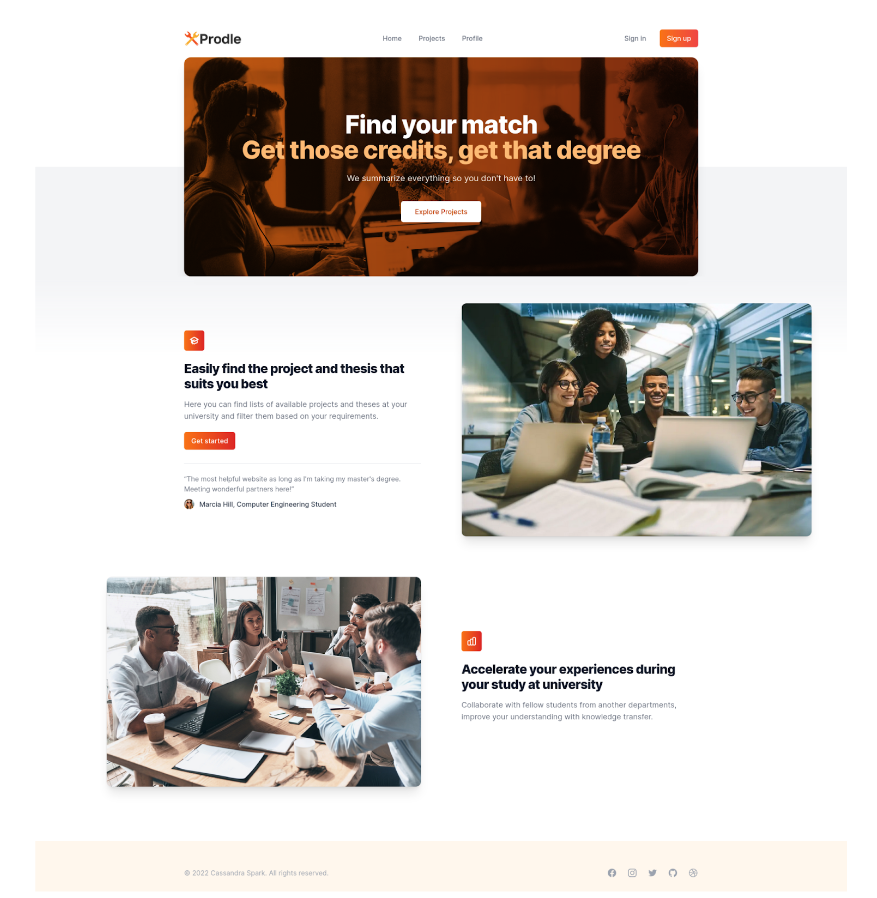 Prodle
Home Projects Profile
Sign in Sign up
Find your match
Get those credits, get that degree
We summarize everything so you don't have to!
Explore Projects
Easily find the project and thesis that
suits you best
Here you can find lists of available projects and theses at your
university and filter them based on your requirements.
Get started
"The most helpful website as long as I'm taking my master's degree.
Meeting wonderful partners here!"
Marcia Hill, Computer Engineering Student
Accelerate your experiences during
your study at university
Collaborate with fellow students from another departments,
improve your understanding with knowledge transfer.
© 2022 Cassandra Spark. All rights reserved.